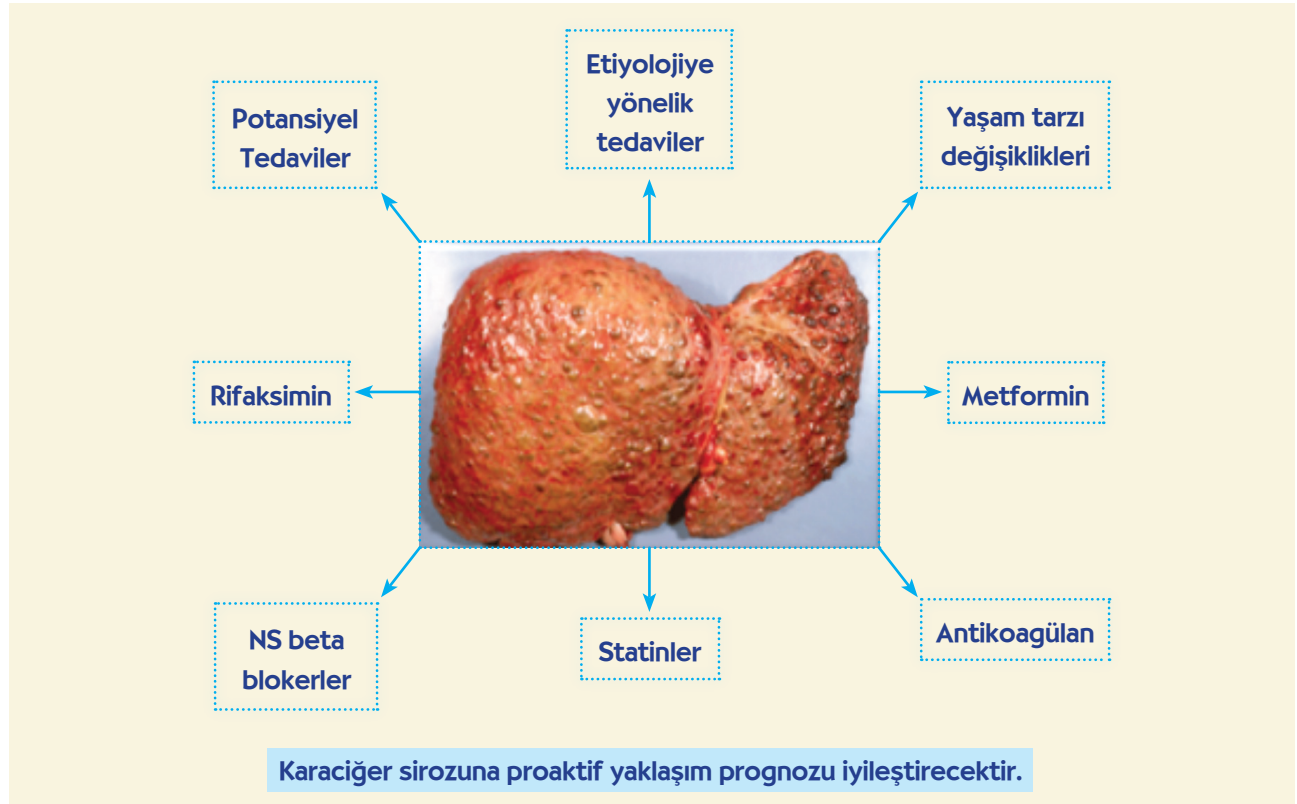 Etiyolojiye
yönelik
tedaviler
Potansiyel
Tedaviler
Yaşam tarzı
değişiklikleri
Rifaksimin
Metformin
NS beta
blokerler
Statinler
Antikoagülan
Karaciğer sirozuna proaktif yaklaşım prognozu iyileştirecektir.